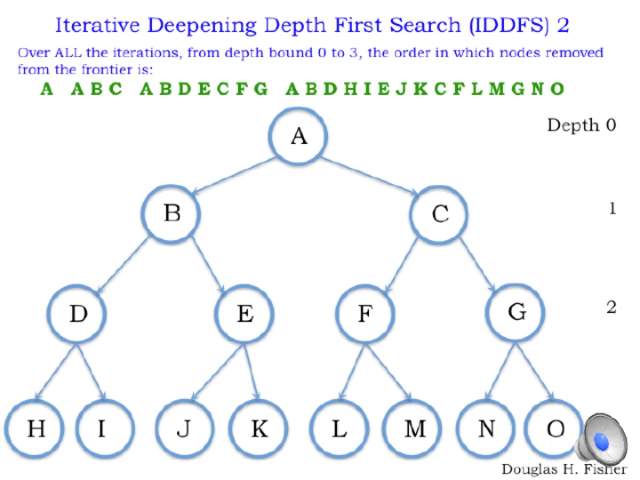 Iterative Deepening Depth First Search (IDDFS) 2
Over ALL the iterations, from depth bound 0 to 3, the order in which nodes removed
from the frontier is:
A   A B C   A B D E C F G   A B D H I E J K C F L M G N O
Depth 0
A
1
B
C
2
D
E
F
G
H
I
J
K
L
M
N
O
Douglas H. Fisher